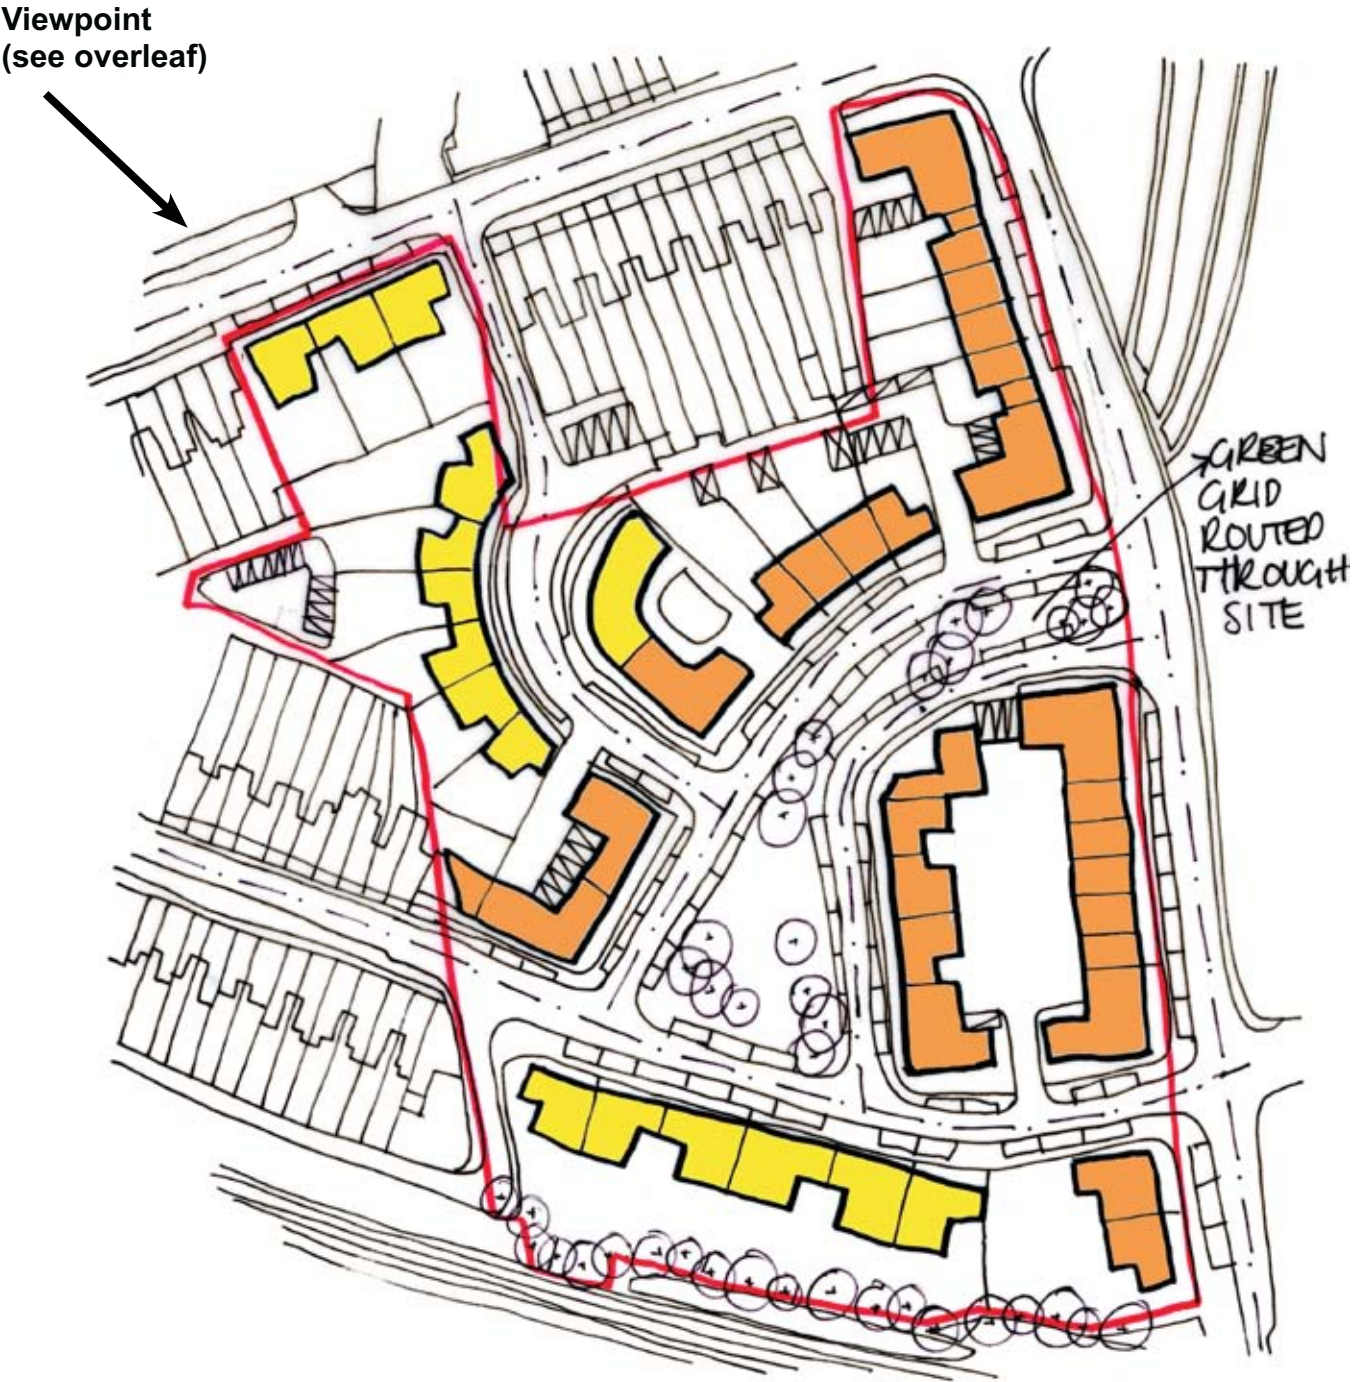 Viewpoint
(see overleaf)
GREEN
GRID
ROUTED
THROUGH
SITE